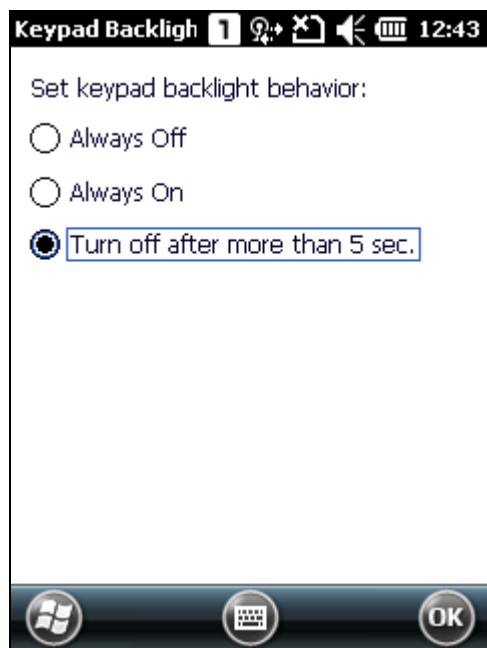 Keypad Backligh 1 12:43
Set keypad backlight behavior:
Always Off
Always On
Turn off after more than 5 sec.
OK